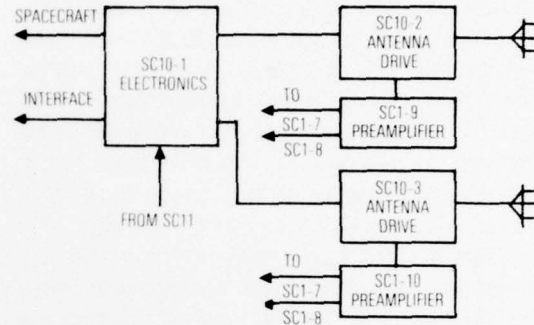 SPACECRAFT
INTERFACE
SC10-1
ELECTRONICS
FROM SC11
SC10-2
ANTENNA
DRIVE
TO
SC1-7
SC1-8
SC1-9
PREAMPLIFIER
SC10-3
ANTENNA
DRIVE
TO
SC1-7
SC1-8
SC1-10
PREAMPLIFIER